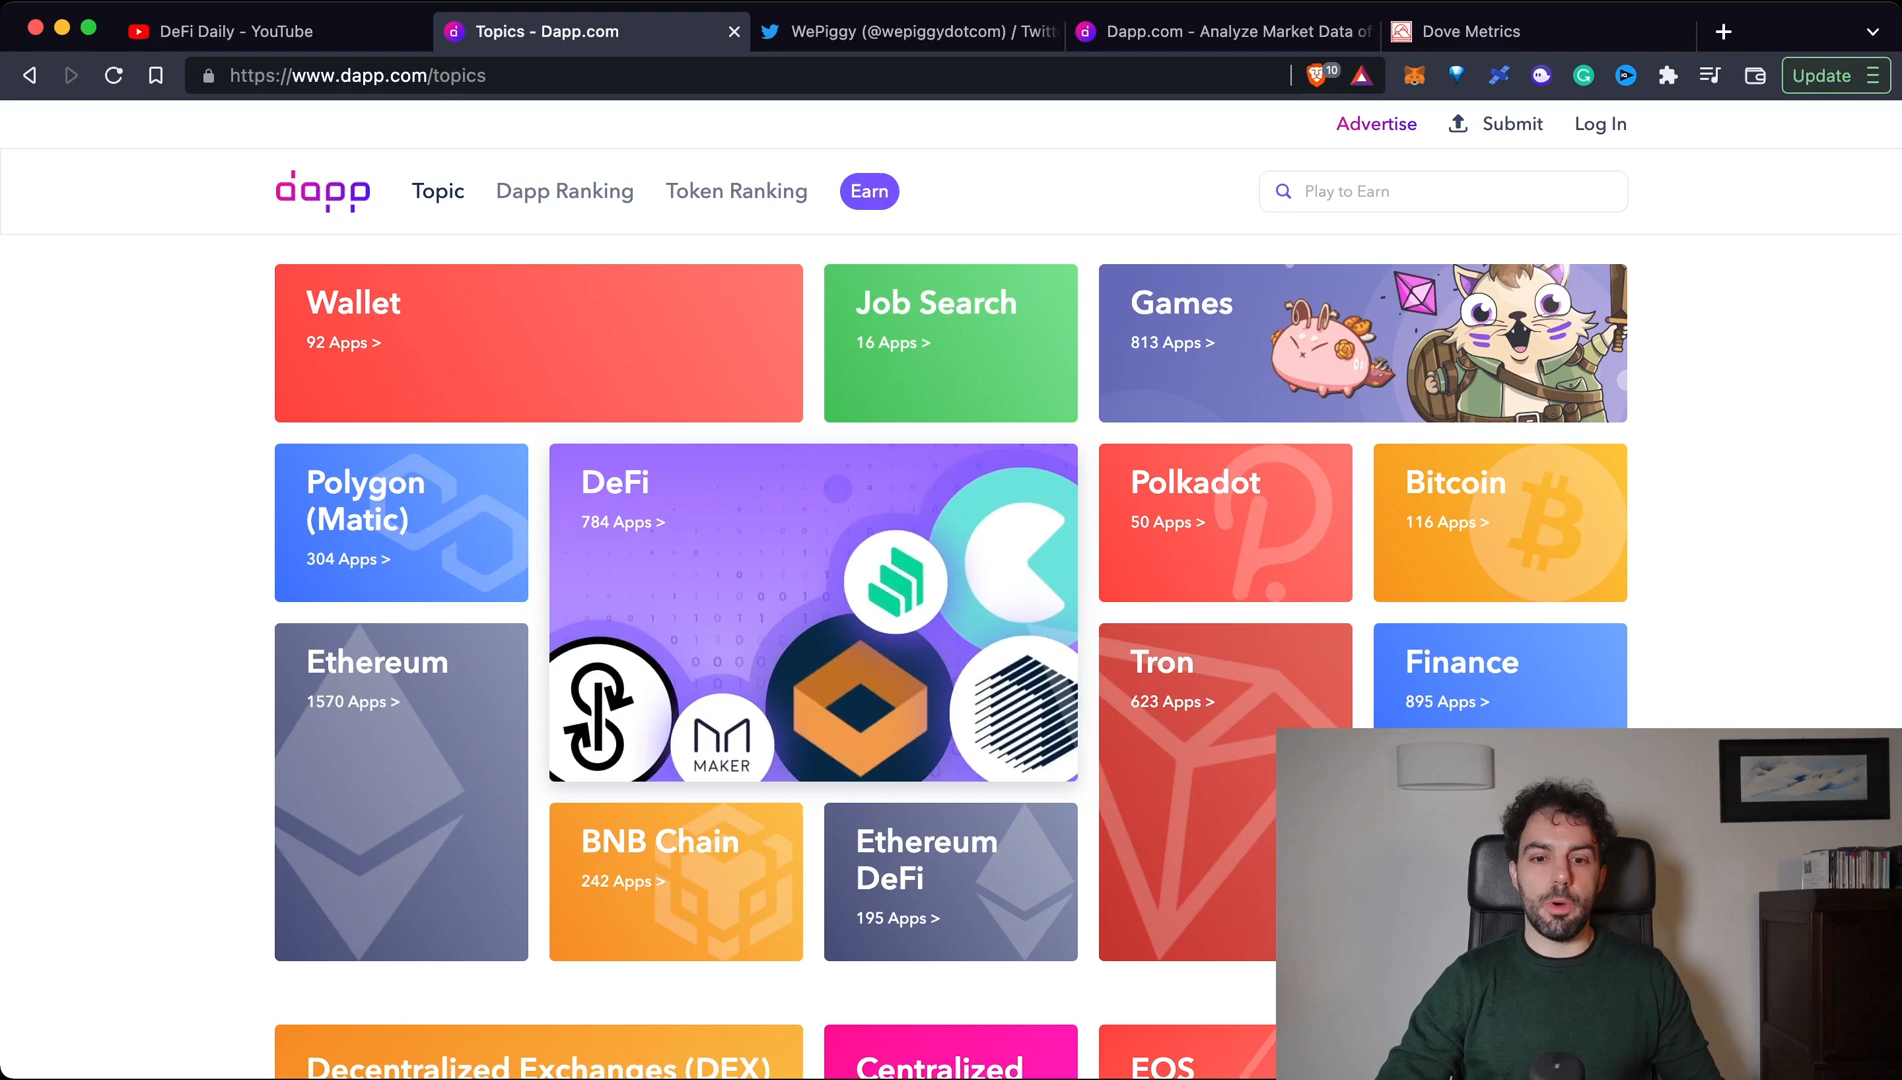 DeFi Daily - YouTube
Topics - Dapp.com
WePiggy (@wepiggydotcom) / Twitt
Dapp.com - Analyze Market Data of
Dove Metrics
https://www.dapp.com/topics
10
Update
Advertise
Submit
Log In
dapp
Topic
Dapp Ranking
Token Ranking
Earn
Play to Earn
Wallet
92 Apps >
Job Search
16 Apps >
Games
813 Apps >
Polygon
(Matic)
304 Apps >
DeFi
784 Apps >
MAKER
Polkadot
50 Apps >
Bitcoin
116 Apps >
Ethereum
1570 Apps >
Tron
623 Apps >
Finance
895 Apps >
BNB Chain
242 Apps >
Ethereum
DeFi
195 Apps >
Decentralized Exchanges (DEX)
Centralized
EOS